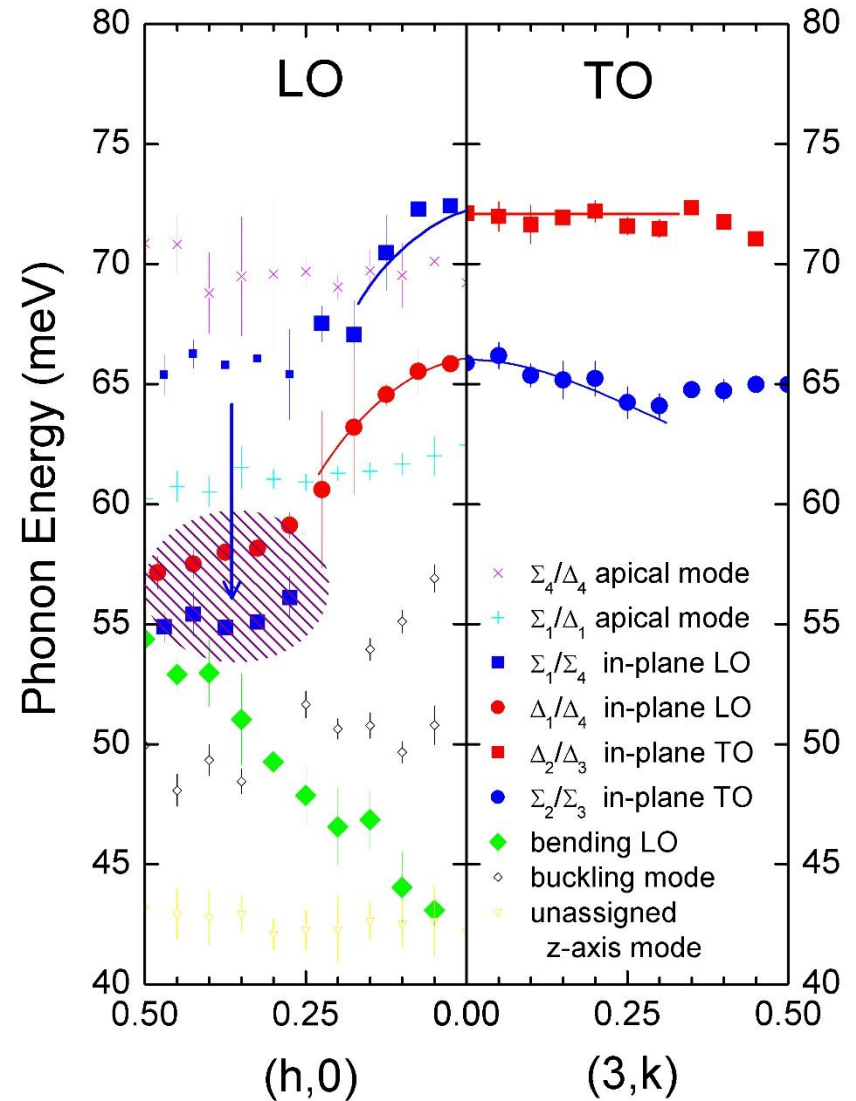 80
75
70
65
60
55
50
45
40
Phonon Energy (meV)
LO
TO
80
75
70
65
60
55
50
45
40
Σ₄/Δ₄ apical mode
Σ₁/Δ₁ apical mode
Σ₁/Σ₄ in-plane LO
Δ₁/Δ₄ in-plane LO
Δ₂/Δ₃ in-plane TO
Σ₂/Σ₃ in-plane TO
bending LO
buckling mode
unassigned
z-axis mode
0.50 0.25 0.00 0.25 0.50
(h,0) (3,k)